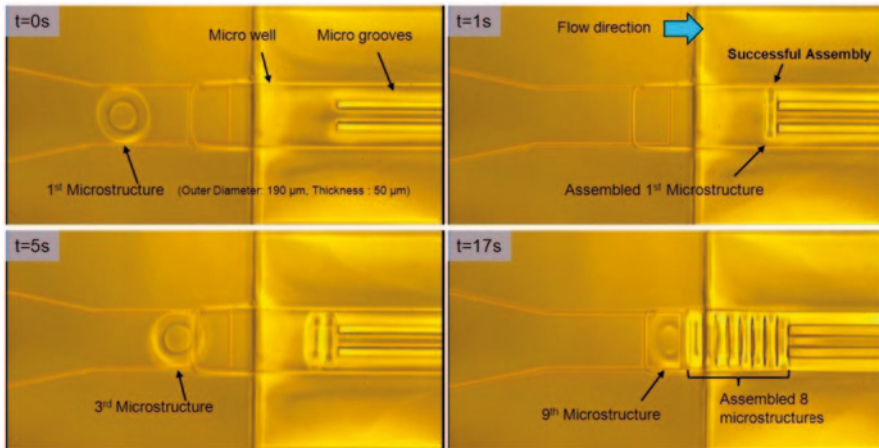 t=0s
Micro well
Micro grooves
1st Microstructure (Outer Diameter: 190 μm, Thickness : 50 μm)
t=1s
Flow direction
Successful Assembly
Assembled 1st Microstructure
t=5s
3rd Microstructure
t=17s
9th Microstructure
Assembled 8
microstructures